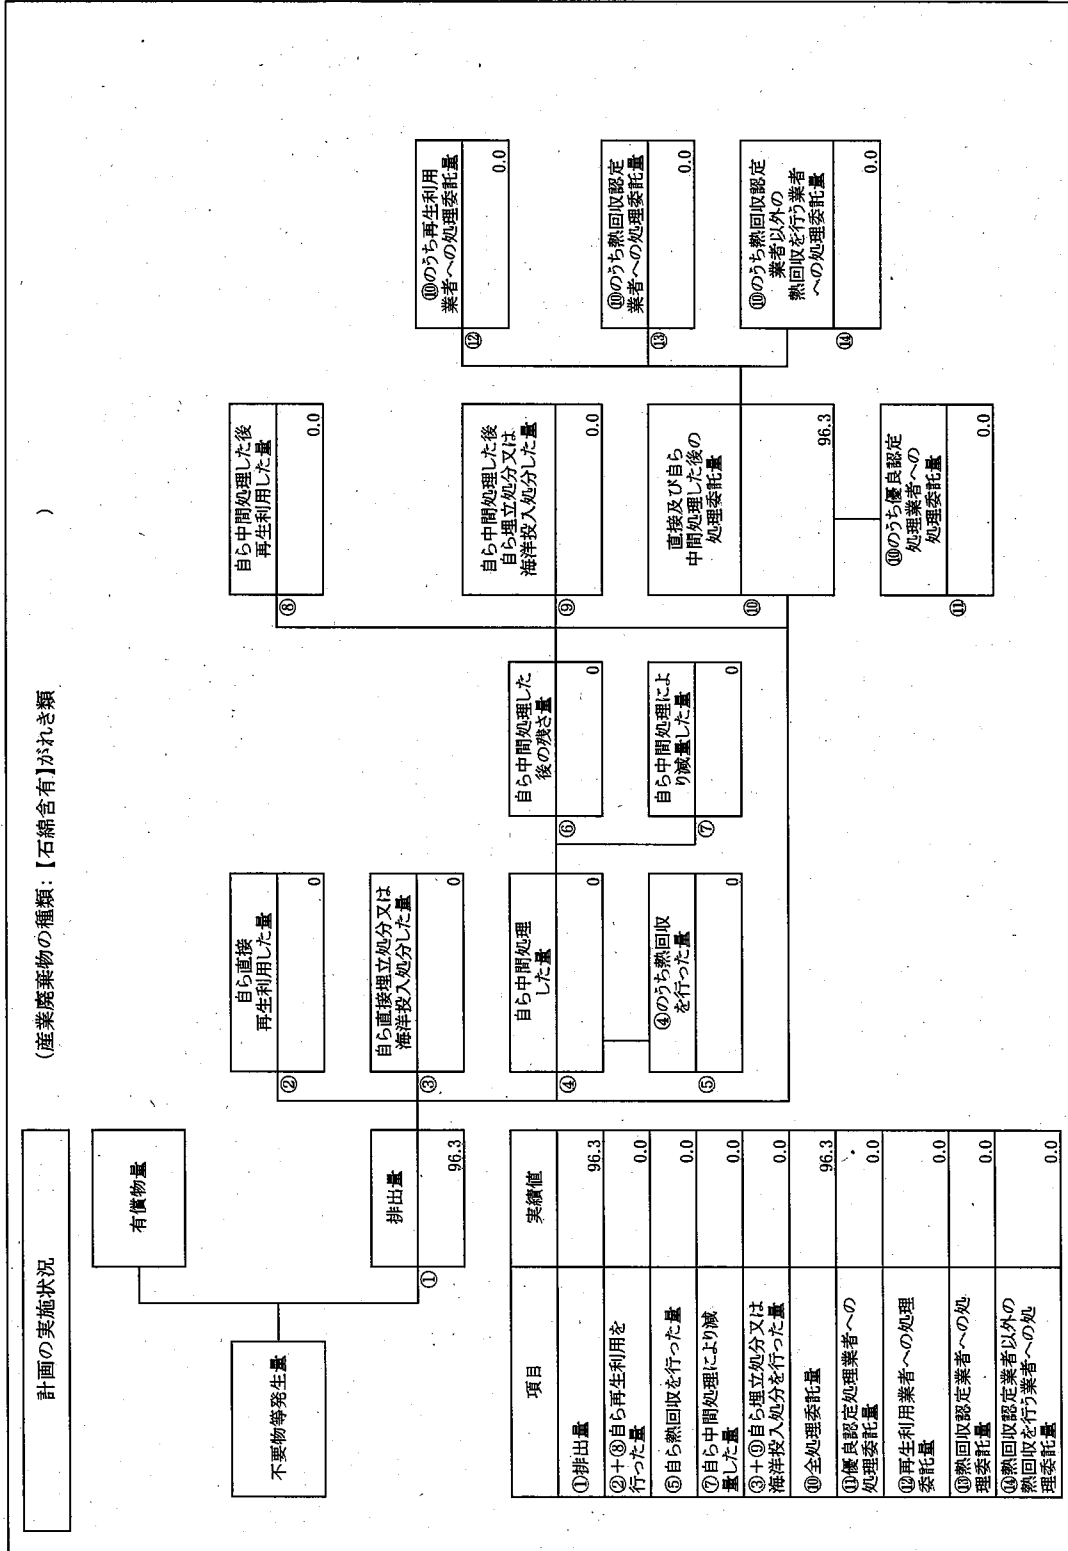 計画の実施状況
（産業廃棄物の種類：【石綿含有】がれき類　　　　　）
不要物等発生量
有償物量
①
排出量
96.3
②
自ら直接
再生利用した量
0
③
自ら直接埋立処分又は
海洋投入処分した量
0
④
自ら中間処理
した量
0
⑤
④のうち熱回収
を行った量
0
⑥
自ら中間処理した
後の残さ量
0
⑦
自ら中間処理によ
り減量した量
0
⑧
自ら中間処理した後
再生利用した量
0.0
⑨
自ら中間処理した後
自ら埋立処分又は
海洋投入処分した量
0.0
⑩
直接及び自ら
中間処理した後の
処理委託量
96.3
⑪
⑩のうち優良認定
処理業者への
処理委託量
0.0
⑫
⑩のうち再生利用
業者への処理委託量
0.0
⑬
⑩のうち熱回収認定
業者への処理委託量
0.0
⑭
⑩のうち熱回収認定
業者以外の
熱回収を行う業者
への処理委託量
0.0
項目　実績値
①排出量　96.3
②＋⑧自ら再生利用を
行った量　0.0
⑤自ら熱回収を行った量　0.0
⑦自ら中間処理により減
量した量　0.0
③＋⑨自ら埋立処分又は
海洋投入処分を行った量　0.0
⑩全処理委託量　96.3
⑪優良認定処理業者への
処理委託量　0.0
⑫再生利用業者への処理
委託量　0.0
⑬熱回収認定業者への処
理委託量　0.0
⑭熱回収認定業者以外の
熱回収を行う業者への処
理委託量　0.0